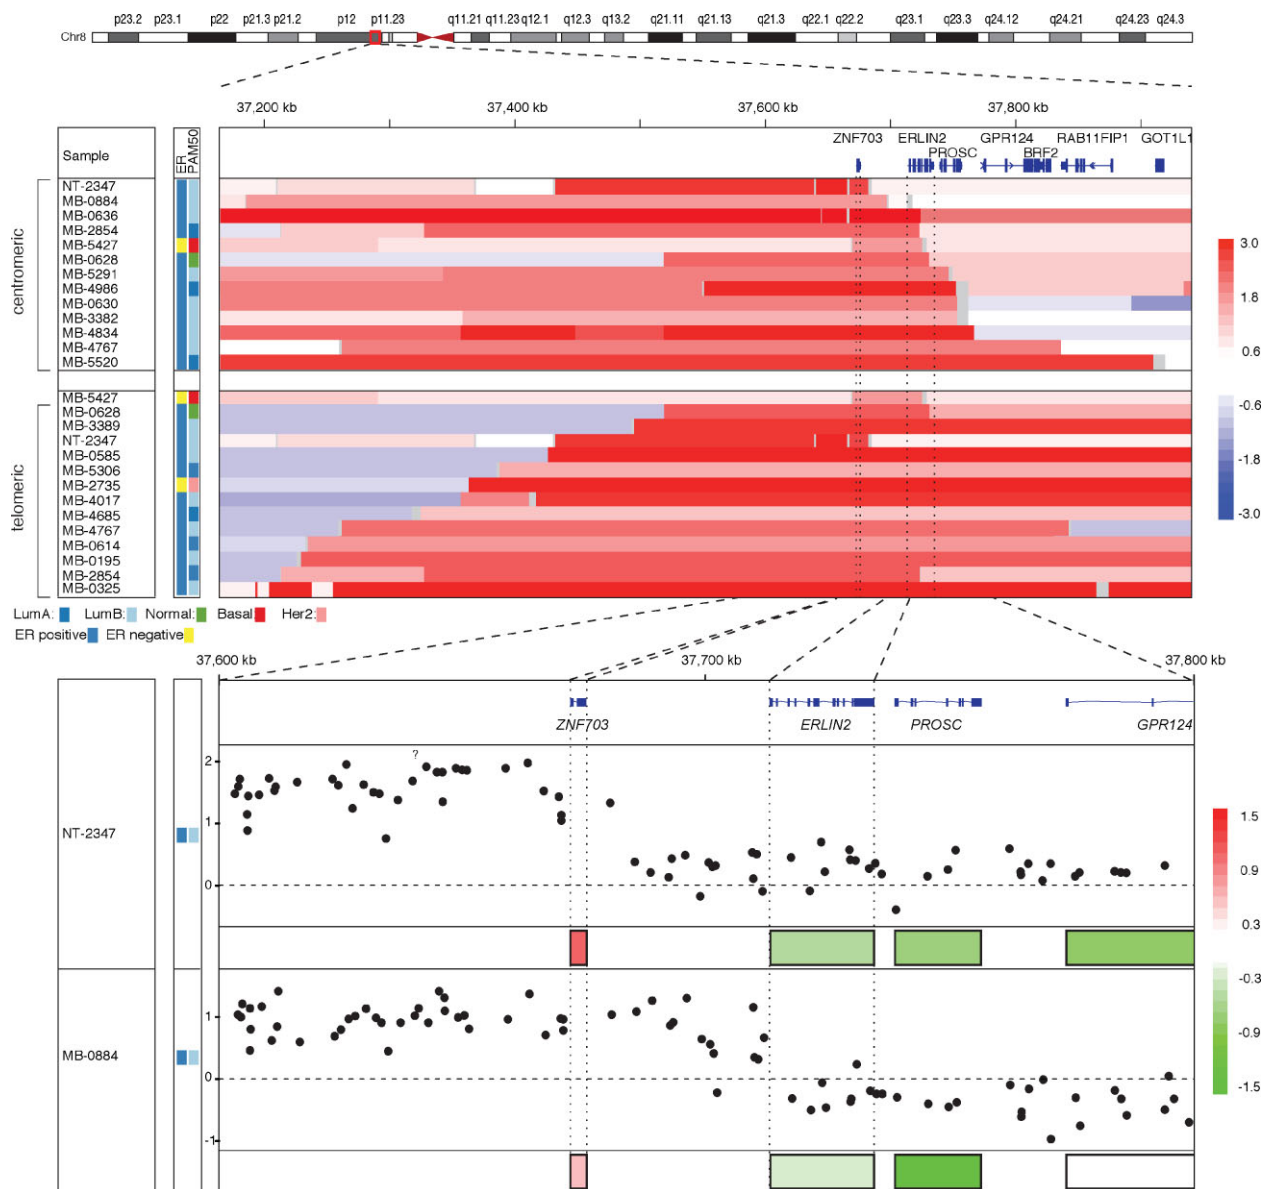 p23.2 p23.1 p22 p21.3 p21.2 p12 p11.23 q11.21 q11.23 q12.1 q12.3 q13.2 q21.11 q21.13 q21.3 q22.1 q22.2 q23.1 q23.3 q24.12 q24.21 q24.23 q24.3
Chr8
37,200 kb 37,400 kb 37,600 kb 37,800 kb
Sample ER PAM50
ZNF703 ERLIN2 GPR124 RAB11FIP1 GOT1L1
PROSC BRF2
centromeric
NT-2347
MB-0884
MB-0636
MB-2854
MB-5427
MB-0628
MB-5291
MB-4986
MB-0630
MB-3382
MB-4834
MB-4767
MB-5520
3.0
1.8
0.6
-0.6
-1.8
-3.0
telomeric
MB-5427
MB-0628
MB-3389
NT-2347
MB-0585
MB-5306
MB-2735
MB-4017
MB-4685
MB-4767
MB-0614
MB-0195
MB-2854
MB-0325
LumA: LumB: Normal: Basal: Her2:
ER positive ER negative
37,600 kb 37,700 kb 37,800 kb
ZNF703 ERLIN2 PROSC GPR124
?
2
1
0
NT-2347
1.5
0.9
0.3
-0.3
-0.9
-1.5
MB-0884
1
0
-1